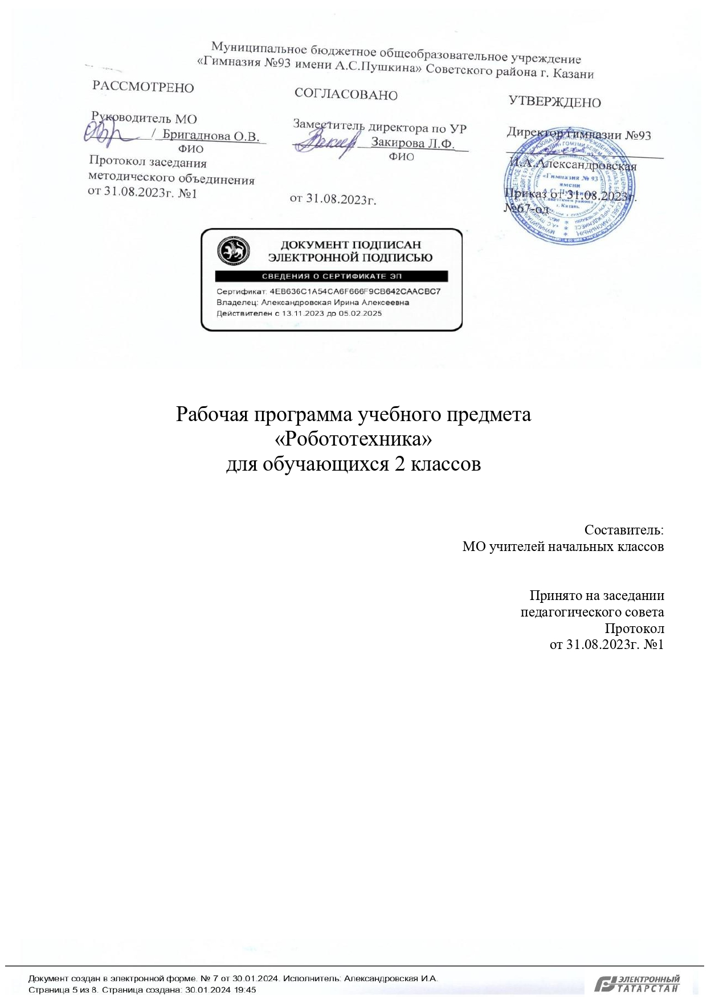 Муниципальное бюджетное общеобразовательное учреждение
«Гимназия №93 имени А.С.Пушкина» Советского района г. Казани
РАССМОТРЕНО
Руководитель МО
/ Бригаднова О.В.
ФИО
Протокол заседания
методического объединения
от 31.08.2023г. №1
СОГЛАСОВАНО
Заместитель директора по УР
Закирова Л.Ф.
ФИО
от 31.08.2023г.
УТВЕРЖДЕНО
Директор гимназии №93
И.А.Александровская
Приказ от 31.08.2023г.
№67-од
«Гимназия № 93
имени
А.С. Пушкина»
Советского района
г. Казань
ДОКУМЕНТ ПОДПИСАН
ЭЛЕКТРОННОЙ ПОДПИСЬЮ
СВЕДЕНИЯ О СЕРТИФИКАТЕ ЭП
Сертификат: 4EB636C1A54CA6F666F9CB642CAACBC7
Владелец: Александровская Ирина Алексеевна
Действителен с 13.11.2023 до 05.02.2025
Рабочая программа учебного предмета
«Робототехника»
для обучающихся 2 классов
Составитель:
МО учителей начальных классов
Принято на заседании
педагогического совета
Протокол
от 31.08.2023г. №1
Документ создан в электронной форме. № 7 от 30.01.2024. Исполнитель: Александровская И.А.
Страница 5 из 8. Страница создана: 30.01.2024 19:45
ЭЛЕКТРОННЫЙ
ТАТАРСТАН